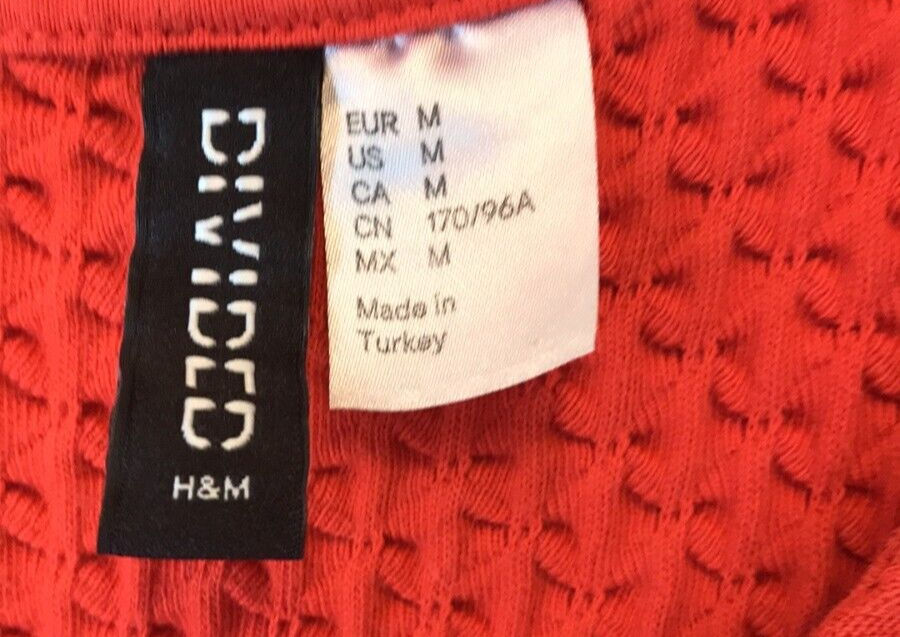 DIVIDED
H&M
EUR M
US M
CA M
CN 170/96A
MX M
Made in
Turkey